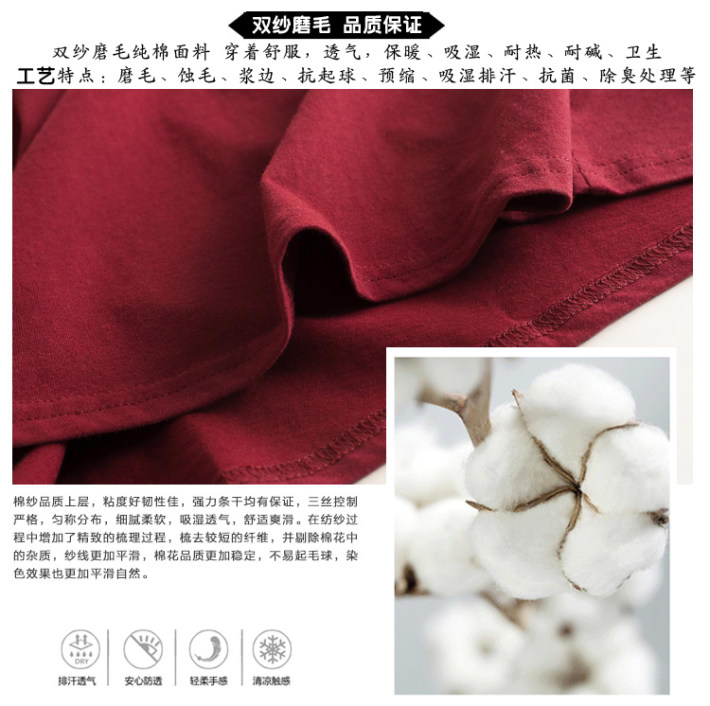 双纱磨毛 品质保证
双纱磨毛纯棉面料 穿着舒服，透气，保暖、吸湿、耐热、耐碱、卫生
工艺特点：磨毛、蚀毛、浆边、抗起球、预缩、吸湿排汗、抗菌、除臭处理等
棉纱品质上层，粘度好韧性佳，强力条干均有保证，三丝控制
严格，匀称分布，细腻柔软，吸湿透气，舒适爽滑。在纺纱过
程中增加了精致的梳理过程，梳去较短的纤维，并剔除棉花中
的杂质，纱线更加平滑，棉花品质更加稳定，不易起毛球，染
色效果也更加平滑自然。
DRY
排汗透气 安心防透 轻柔手感 清凉触感